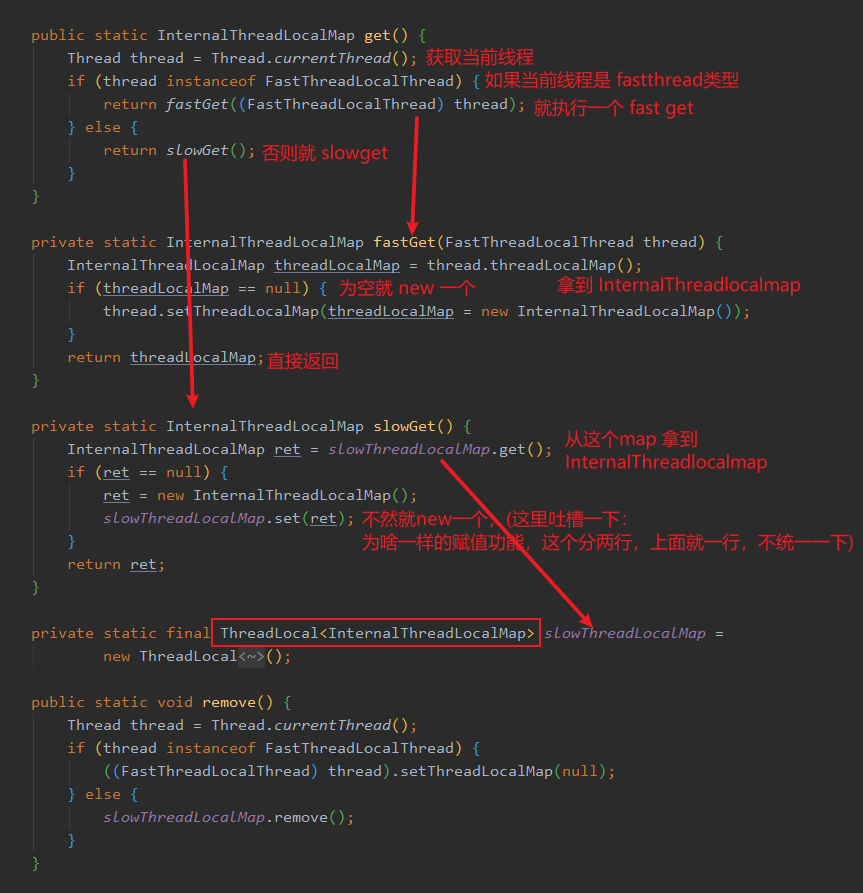 public static InternalThreadLocalMap get() {
Thread thread = Thread.currentThread(); 获取当前线程
if (thread instanceof FastThreadLocalThread) { 如果当前线程是 fastthread类型
return fastGet((FastThreadLocalThread) thread); 就执行一个 fast get
} else {
return slowGet(); 否则就 slowget
}
}
private static InternalThreadLocalMap fastGet(FastThreadLocalThread thread) {
InternalThreadLocalMap threadLocalMap = thread.threadLocalMap();
if (threadLocalMap == null) { 为空就 new 一个 拿到 InternalThreadlocalmap
thread.setThreadLocalMap(threadLocalMap = new InternalThreadLocalMap());
}
return threadLocalMap; 直接返回
}
private static InternalThreadLocalMap slowGet() {
InternalThreadLocalMap ret = slowThreadLocalMap.get(); 从这个map 拿到
InternalThreadlocalmap
if (ret == null) {
ret = new InternalThreadLocalMap();
slowThreadLocalMap.set(ret); 不然就new一个，(这里吐槽一下：
为啥一样的赋值功能，这个分两行，上面就一行，不统一一下)
}
return ret;
}
private static final ThreadLocal<InternalThreadLocalMap> slowThreadLocalMap =
new ThreadLocal<~>();
public static void remove() {
Thread thread = Thread.currentThread();
if (thread instanceof FastThreadLocalThread) {
((FastThreadLocalThread) thread).setThreadLocalMap(null);
} else {
slowThreadLocalMap.remove();
}
}